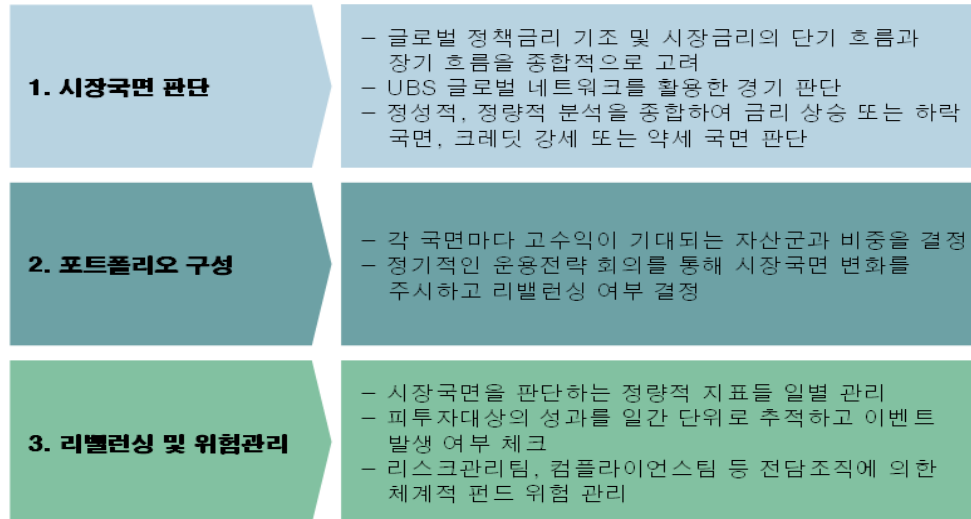 1. 시장국면 판단
– 글로벌 정책금리 기조 및 시장금리의 단기 흐름과
장기 흐름을 종합적으로 고려
– UBS 글로벌 네트워크를 활용한 경기 판단
– 정성적, 정량적 분석을 종합하여 금리 상승 또는 하락
국면, 크레딧 강세 또는 약세 국면 판단
2. 포트폴리오 구성
– 각 국면마다 고수익이 기대되는 자산군과 비중을 결정
– 정기적인 운용전략 회의를 통해 시장국면 변화를
주시하고 리밸런싱 여부 결정
3. 리밸런싱 및 위험관리
– 시장국면을 판단하는 정량적 지표들 일별 관리
– 피투자대상의 성과를 일간 단위로 추적하고 이벤트
발생 여부 체크
– 리스크관리팀, 컴플라이언스팀 등 전담조직에 의한
체계적 펀드 위험 관리